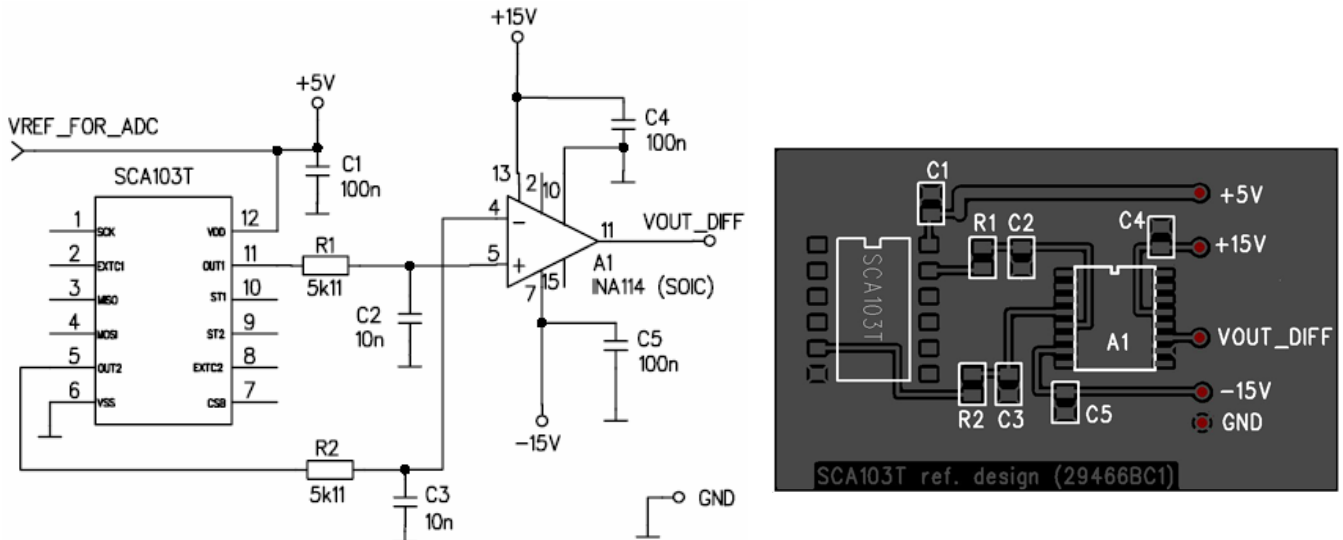 +15V
+5V
VREF_FOR_ADC
C4
100n
C1
100n
SCA103T
13
2
10
1
SCK
VDD
12
4
−
11
VOUT_DIFF
2
EXTC1
OUT1
11
R1
5k11
5
+
A1
INA114 (SOIC)
7
15
3
MISO
ST1
10
C2
10n
4
MOSI
ST2
9
C5
100n
5
OUT2
EXTC2
8
6
VSS
CSB
7
-15V
R2
5k11
C3
10n
GND
C1
+5V
R1
C2
C4
+15V
SCA103T
A1
VOUT_DIFF
-15V
R2
C3
C5
GND
SCA103T ref. design (29466BC1)